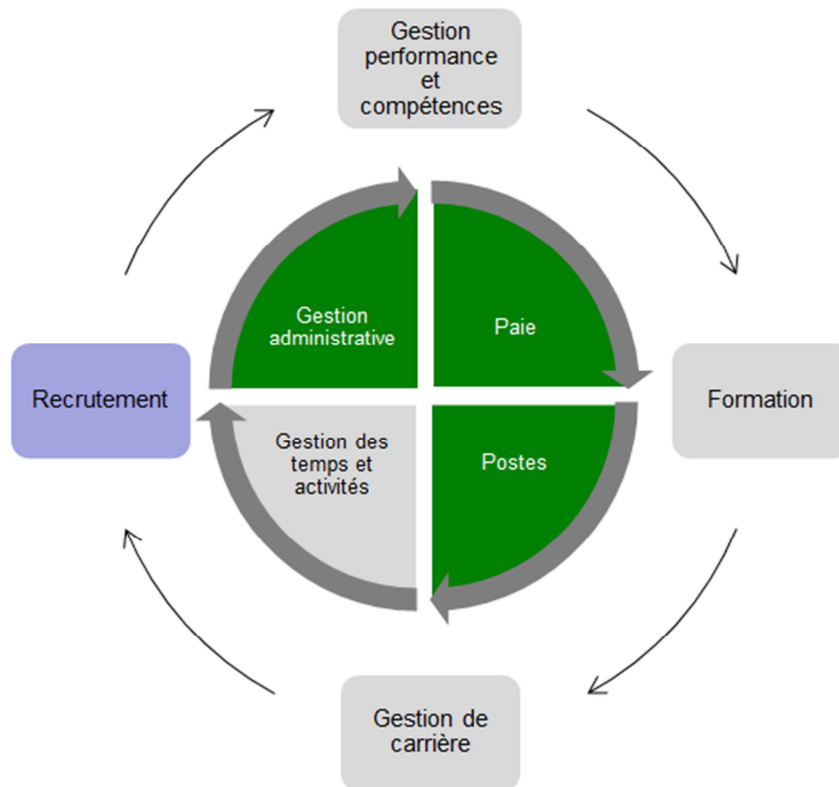 Gestion
performance
et
compétences
Gestion
administrative
Paie
Recrutement
Formation
Gestion des
temps et
activités
Postes
Gestion de
carrière